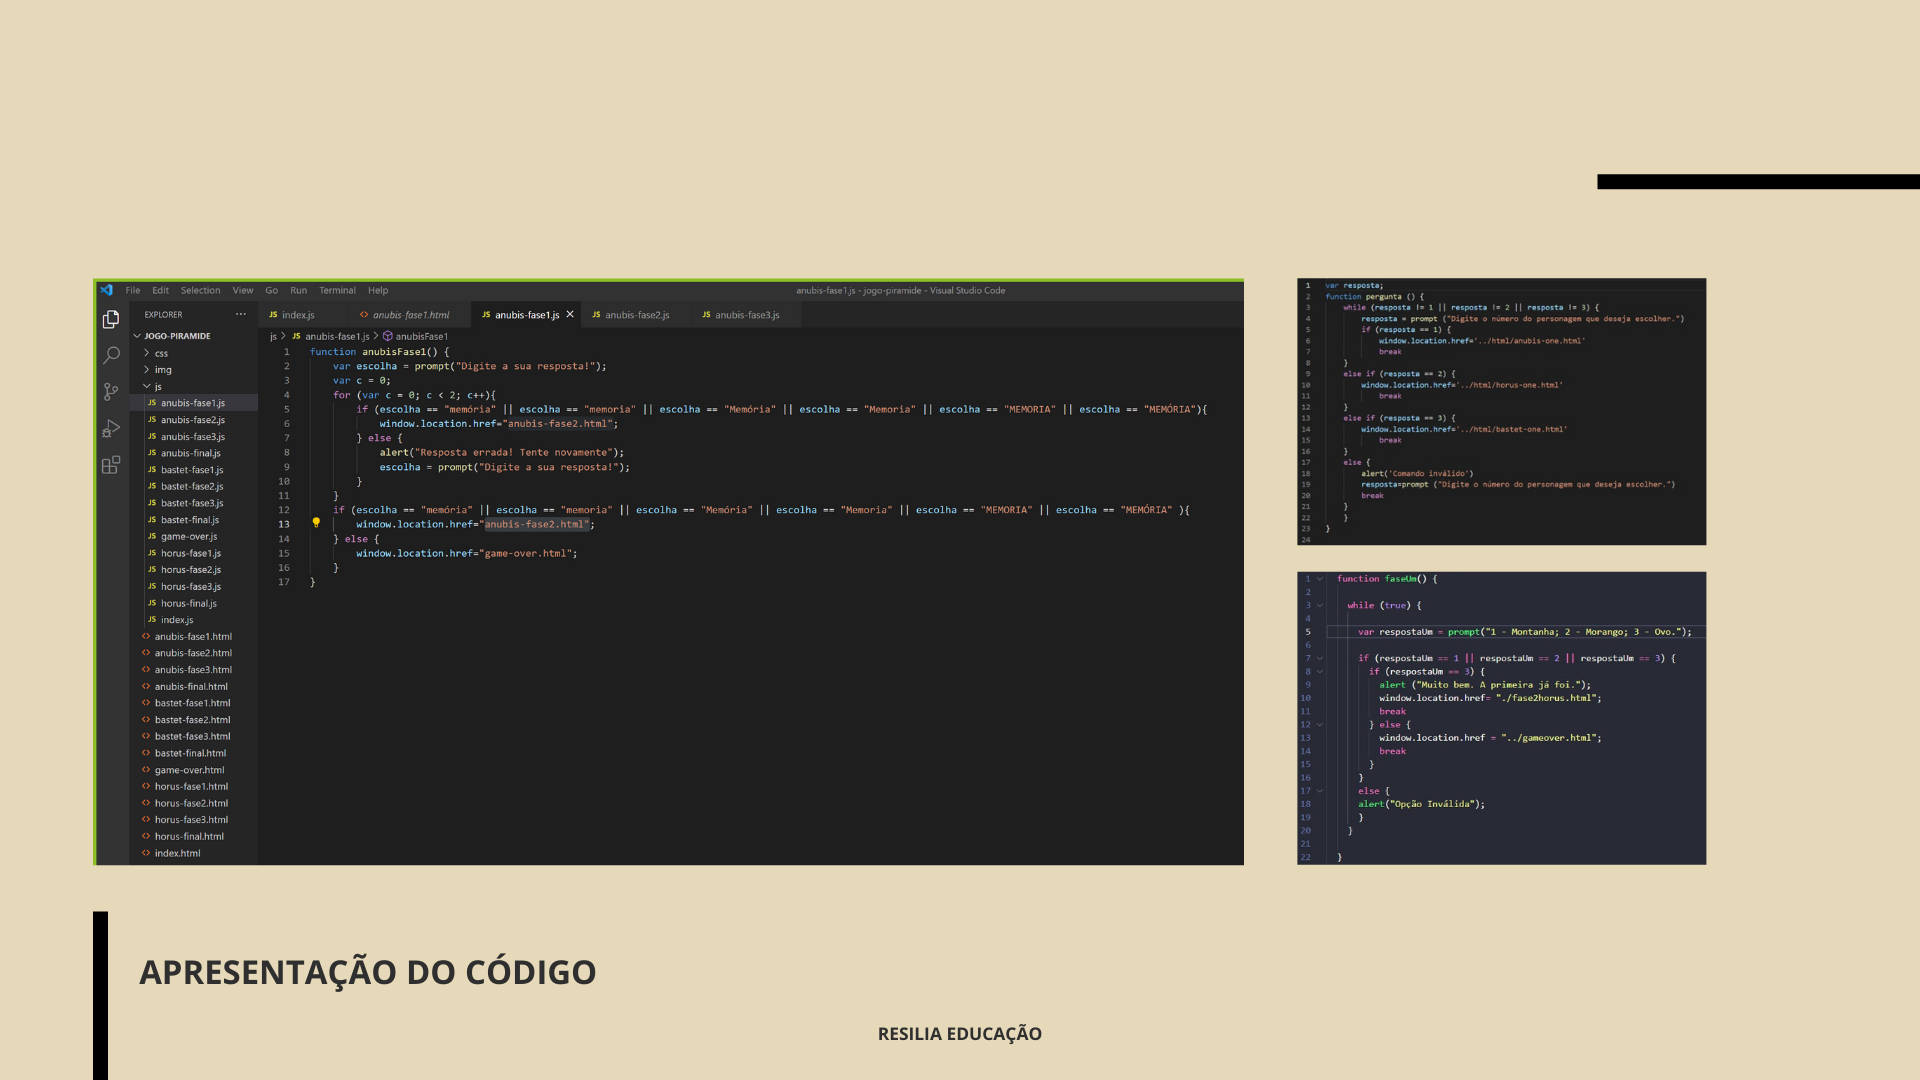 File Edit Selection View Go Run Terminal Help
anubis-fase1.js - jogo-piramide - Visual Studio Code
EXPLORER ...
JOGO-PIRAMIDE
css
img
js
JS anubis-fase1.js
JS anubis-fase2.js
JS anubis-fase3.js
JS anubis-final.js
JS bastet-fase1.js
JS bastet-fase2.js
JS bastet-fase3.js
JS bastet-final.js
JS game-over.js
JS horus-fase1.js
JS horus-fase2.js
JS horus-fase3.js
JS horus-final.js
JS index.js
<> anubis-fase1.html
<> anubis-fase2.html
<> anubis-fase3.html
<> anubis-final.html
<> bastet-fase1.html
<> bastet-fase2.html
<> bastet-fase3.html
<> bastet-final.html
<> game-over.html
<> horus-fase1.html
<> horus-fase2.html
<> horus-fase3.html
<> horus-final.html
<> index.html
JS index.js <> anubis-fase1.html JS anubis-fase1.js × JS anubis-fase2.js JS anubis-fase3.js
js > JS anubis-fase1.js > anubisFase1
1 function anubisFase1() {
2 var escolha = prompt("Digite a sua resposta!");
3 var c = 0;
4 for (var c = 0; c < 2; c++){
5 if (escolha == "memória" || escolha == "memoria" || escolha == "Memória" || escolha == "Memoria" || escolha == "MEMORIA" || escolha == "MEMÓRIA"){
6 window.location.href="anubis-fase2.html";
7 } else {
8 alert("Resposta errada! Tente novamente");
9 escolha = prompt("Digite a sua resposta!");
10 }
11 }
12 if (escolha == "memória" || escolha == "memoria" || escolha == "Memória" || escolha == "Memoria" || escolha == "MEMORIA" || escolha == "MEMÓRIA" ){
13 window.location.href="anubis-fase2.html";
14 } else {
15 window.location.href="game-over.html";
16 }
17 }
1 var resposta;
2 function pergunta () {
3 while (resposta != 1 || resposta != 2 || resposta != 3) {
4 resposta = prompt ("Digite o número do personagem que deseja escolher.")
5 if (resposta == 1) {
6 window.location.href='../html/anubis-one.html'
7 break
8 }
9 else if (resposta == 2) {
10 window.location.href='../html/horus-one.html'
11 break
12 }
13 else if (resposta == 3) {
14 window.location.href='../html/bastet-one.html'
15 break
16 }
17 else {
18 alert('Comando inválido')
19 resposta=prompt ("Digite o número do personagem que deseja escolher.")
20 break
21 }
22 }
23 }
24
1 function faseUm() {
2
3 while (true) {
4
5 var respostaUm = prompt("1 - Montanha; 2 - Morango; 3 - Ovo.");
6
7 if (respostaUm == 1 || respostaUm == 2 || respostaUm == 3) {
8 if (respostaUm == 3) {
9 alert ("Muito bem. A primeira já foi.");
10 window.location.href= "./fase2horus.html";
11 break
12 } else {
13 window.location.href = "../gameover.html";
14 break
15 }
16 }
17 else {
18 alert("Opção Inválida");
19 }
20 }
21
22 }
APRESENTAÇÃO DO CÓDIGO
RESILIA EDUCAÇÃO